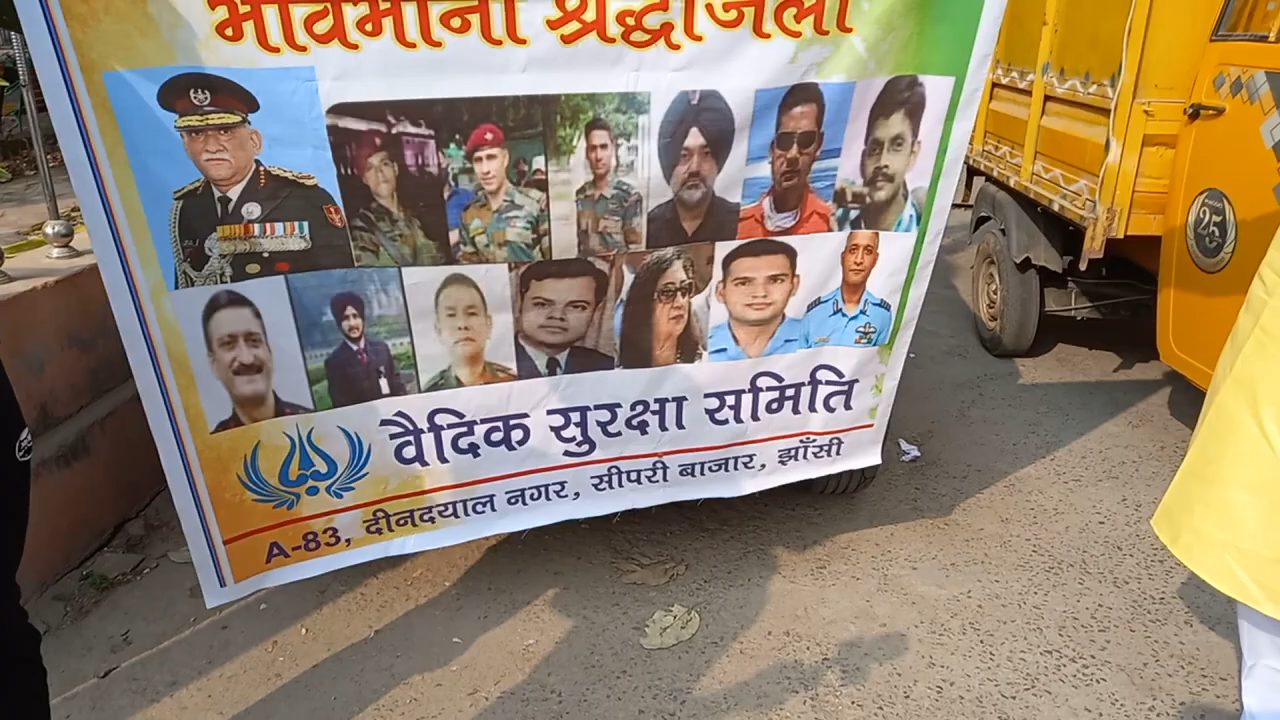 भावभीनी श्रद्धांजली
वैदिक सुरक्षा समिति
A-83, दीनदयाल नगर, सीपरी बाजार, झाँसी
25